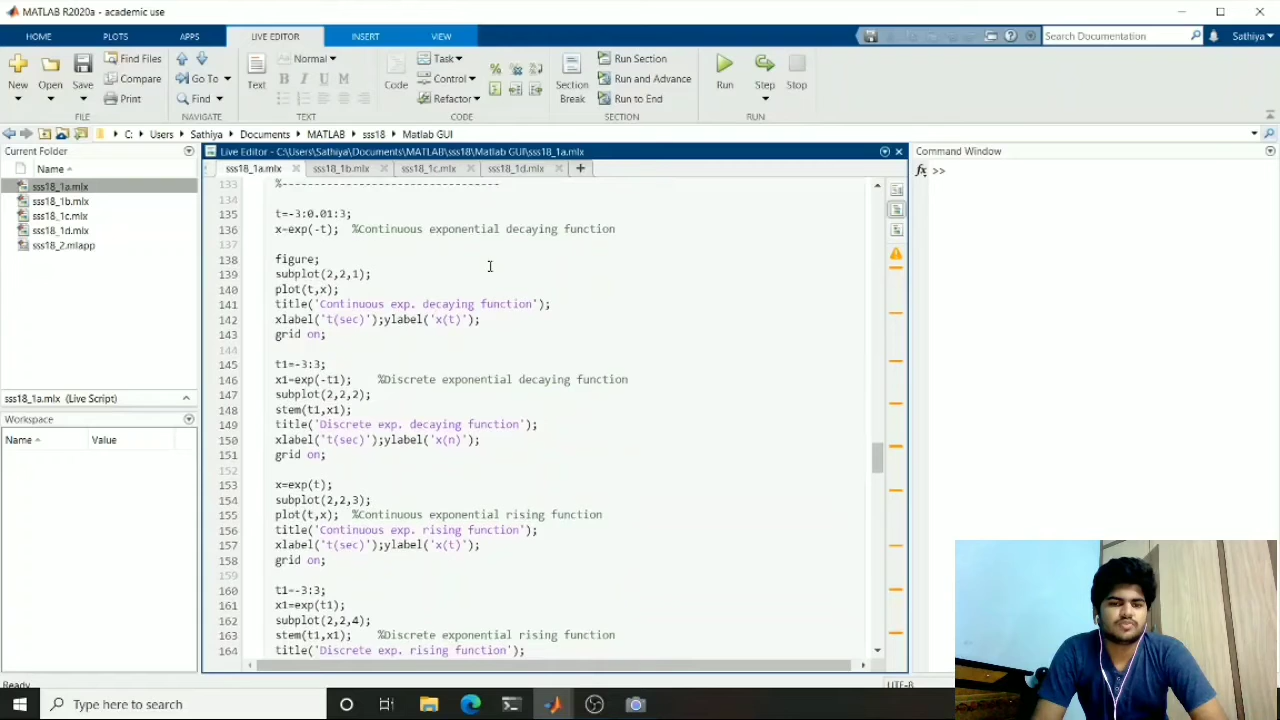 MATLAB R2020a - academic use
HOME PLOTS APPS LIVE EDITOR INSERT VIEW Search Documentation Sathiya
New Open Save Find Files Compare Print Go To Find Text Normal B I U M Code Task Control Refactor Section Break Run Section Run and Advance Run to End Run Step Stop
FILE NAVIGATE TEXT CODE SECTION RUN
C: Users Sathiya Documents MATLAB sss18 Matlab GUI
Current Folder
Name
sss18_1a.mlx
sss18_1b.mlx
sss18_1c.mlx
sss18_1d.mlx
sss18_2.mlapp
sss18_1a.mlx (Live Script)
Workspace
Name Value
Ready
Live Editor - C:\Users\Sathiya\Documents\MATLAB\sss18\Matlab GUI\sss18_1a.mlx
sss18_1a.mlx sss18_1b.mlx sss18_1c.mlx sss18_1d.mlx
133 %----------------------------------
134
135 t=-3:0.01:3;
136 x=exp(-t); %Continuous exponential decaying function
137
138 figure;
139 subplot(2,2,1);
140 plot(t,x);
141 title('Continuous exp. decaying function');
142 xlabel('t(sec)');ylabel('x(t)');
143 grid on;
144
145 t1=-3:3;
146 x1=exp(-t1); %Discrete exponential decaying function
147 subplot(2,2,2);
148 stem(t1,x1);
149 title('Discrete exp. decaying function');
150 xlabel('t(sec)');ylabel('x(n)');
151 grid on;
152
153 x=exp(t);
154 subplot(2,2,3);
155 plot(t,x); %Continuous exponential rising function
156 title('Continuous exp. rising function');
157 xlabel('t(sec)');ylabel('x(t)');
158 grid on;
159
160 t1=-3:3;
161 x1=exp(t1);
162 subplot(2,2,4);
163 stem(t1,x1); %Discrete exponential rising function
164 title('Discrete exp. rising function');
UTF-8
Command Window
fx >>
Type here to search